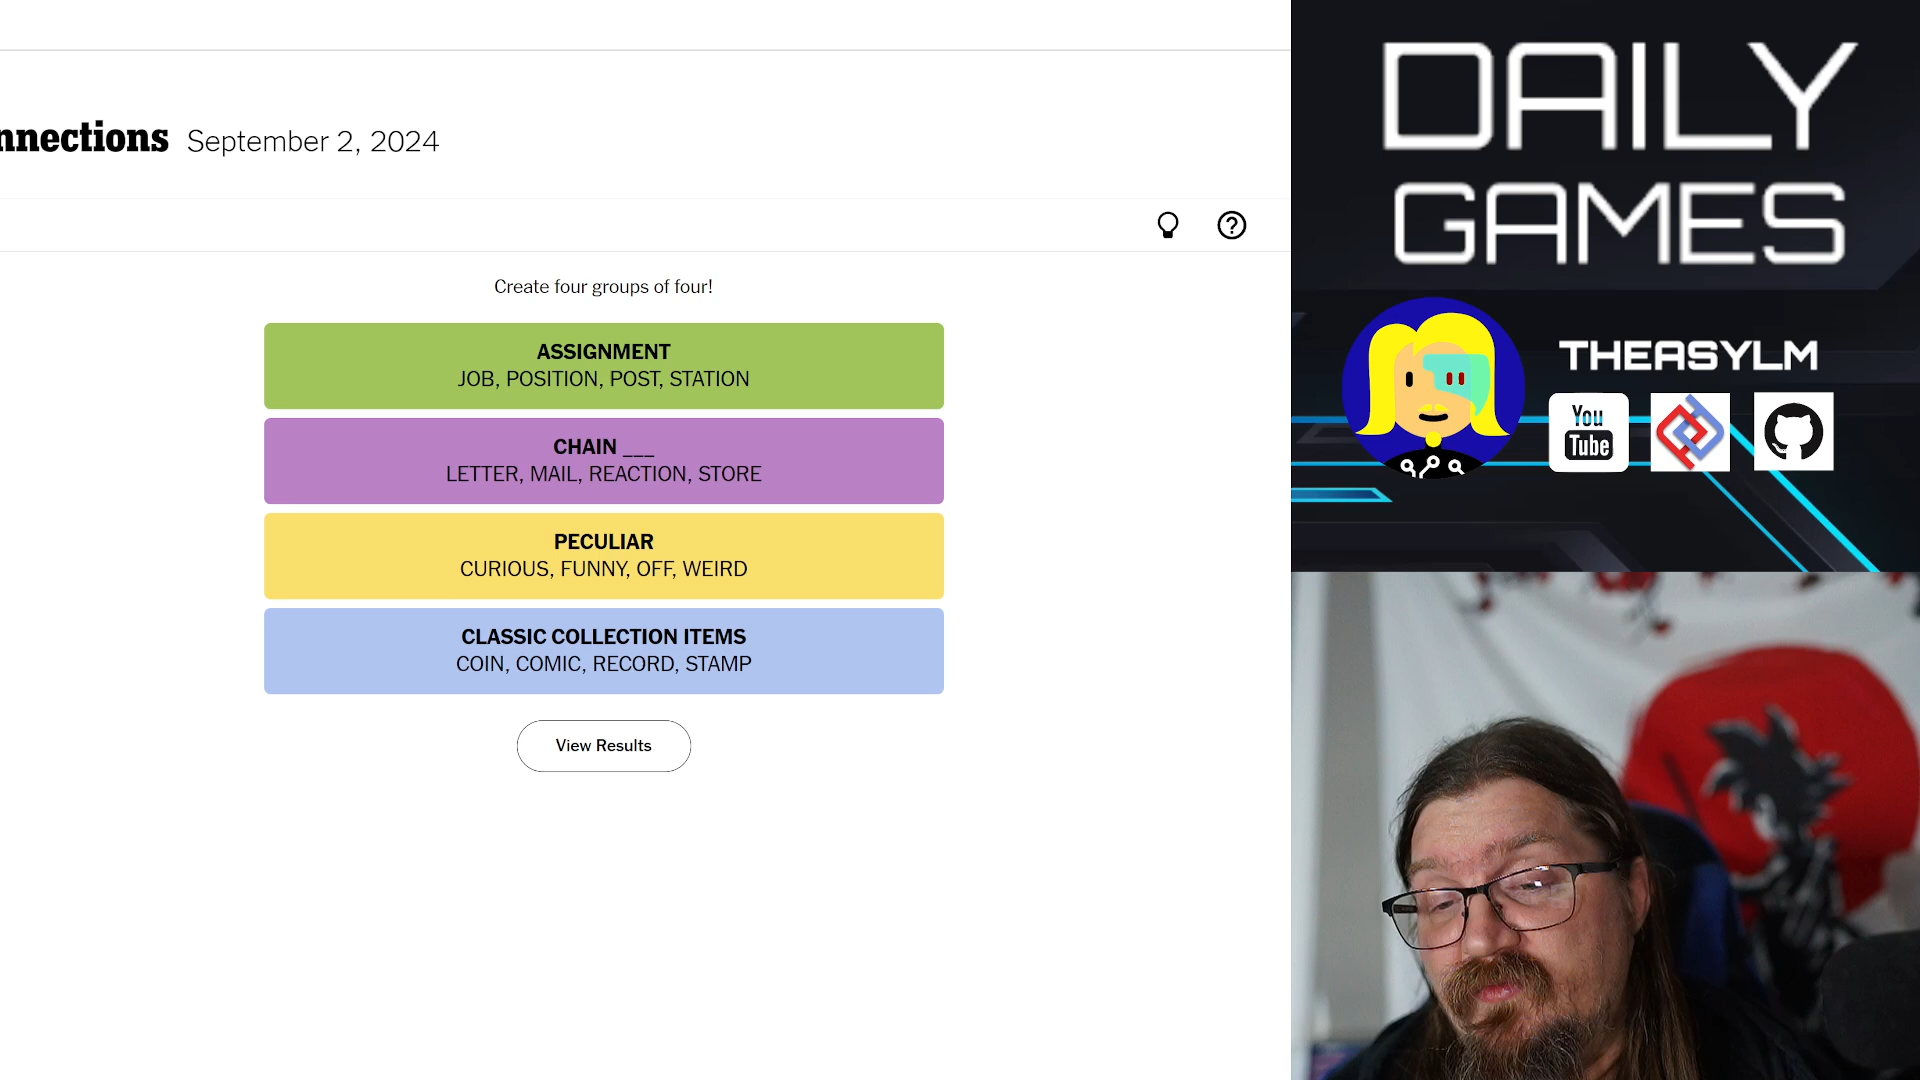 nnections September 2, 2024
Create four groups of four!
ASSIGNMENT
JOB, POSITION, POST, STATION
CHAIN ___
LETTER, MAIL, REACTION, STORE
PECULIAR
CURIOUS, FUNNY, OFF, WEIRD
CLASSIC COLLECTION ITEMS
COIN, COMIC, RECORD, STAMP
View Results
DAILY
GAMES
THEASYLM
You
Tube